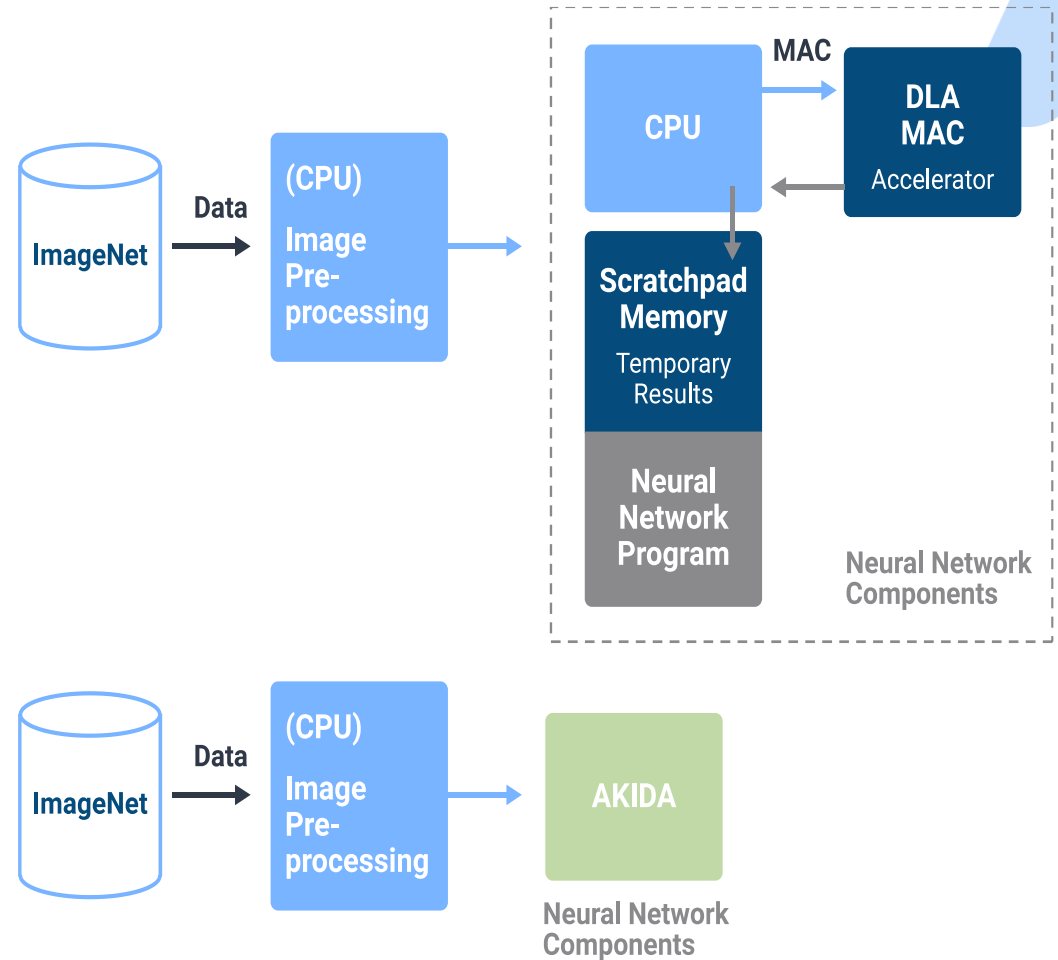 ImageNet
Data
(CPU)
Image
Pre-
processing
CPU
MAC
DLA
MAC
Accelerator
Scratchpad
Memory
Temporary
Results
Neural
Network
Program
Neural Network
Components
ImageNet
Data
(CPU)
Image
Pre-
processing
AKIDA
Neural Network
Components